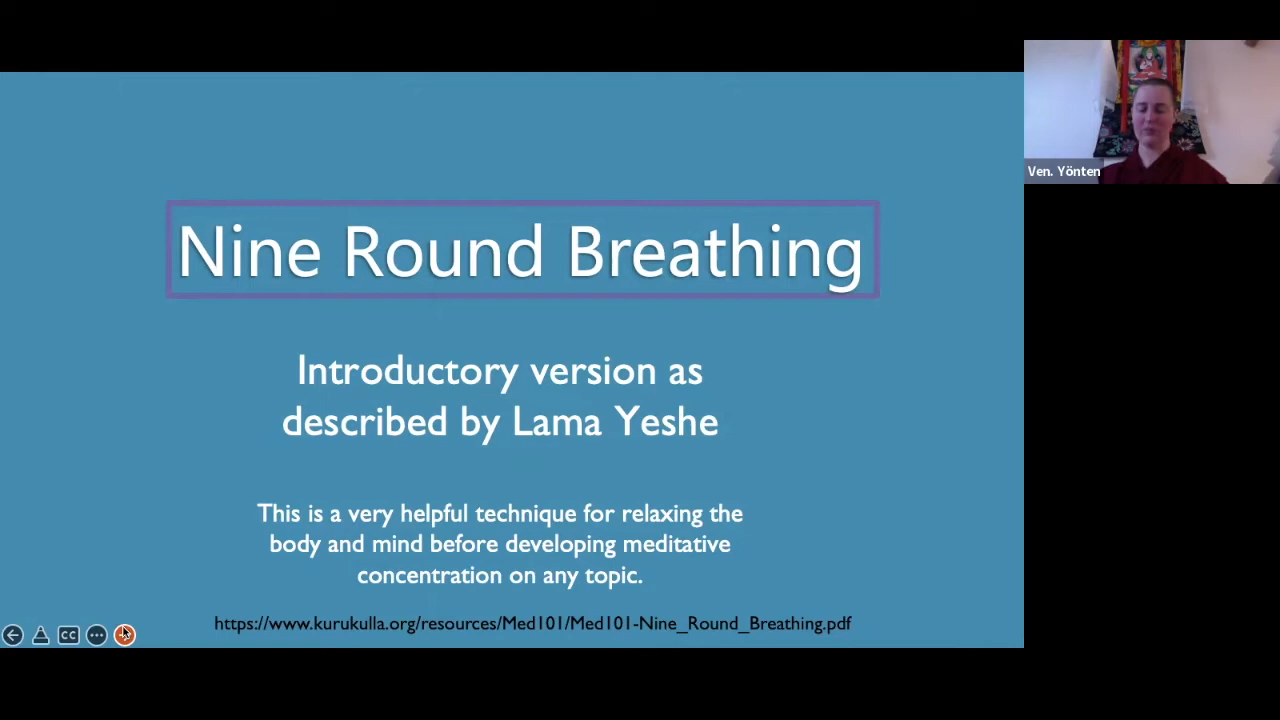 Nine Round Breathing
Introductory version as
described by Lama Yeshe
This is a very helpful technique for relaxing the
body and mind before developing meditative
concentration on any topic.
https://www.kurukulla.org/resources/Med101/Med101-Nine_Round_Breathing.pdf
CC
Ven. Yönten